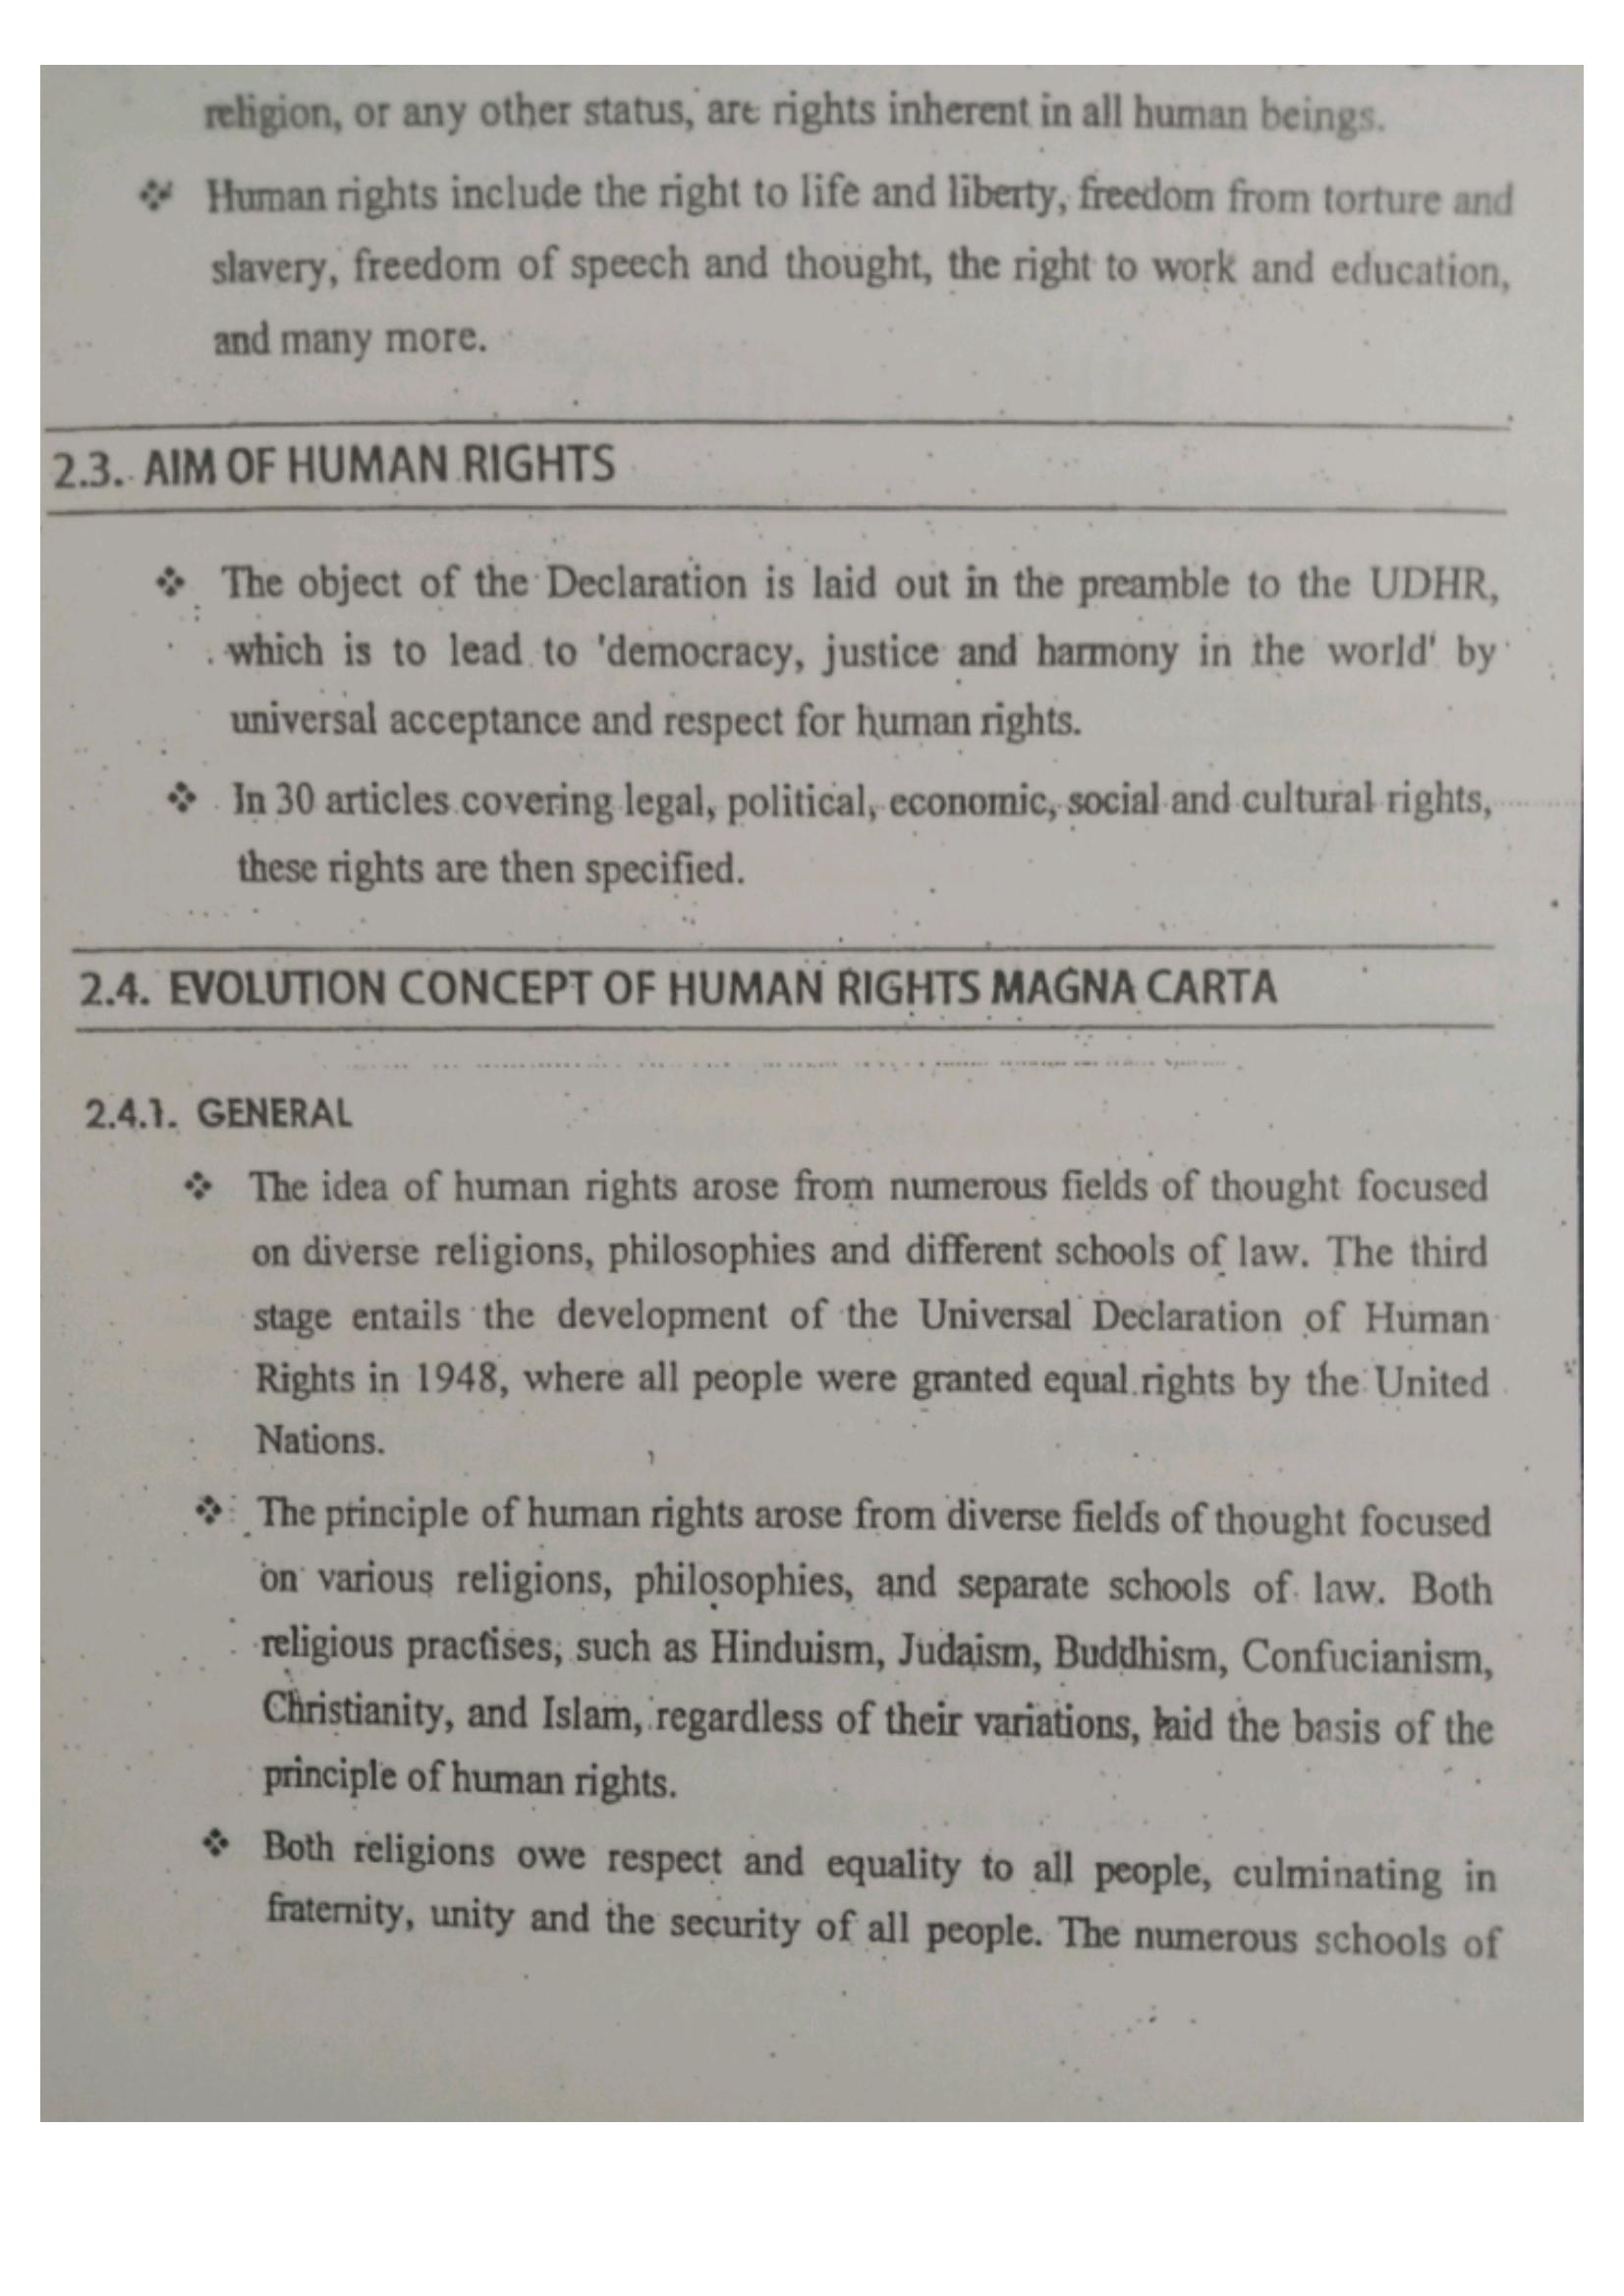 religion, or any other status, are rights inherent in all human beings.
❖ Human rights include the right to life and liberty, freedom from torture and
slavery, freedom of speech and thought, the right to work and education,
and many more.
2.3. AIM OF HUMAN RIGHTS
❖ The object of the Declaration is laid out in the preamble to the UDHR,
which is to lead to 'democracy, justice and harmony in the world' by
universal acceptance and respect for human rights.
❖ In 30 articles covering legal, political, economic, social and cultural rights,
these rights are then specified.
2.4. EVOLUTION CONCEPT OF HUMAN RIGHTS MAGNA CARTA
2.4.1. GENERAL
❖ The idea of human rights arose from numerous fields of thought focused
on diverse religions, philosophies and different schools of law. The third
stage entails the development of the Universal Declaration of Human
Rights in 1948, where all people were granted equal rights by the United
Nations.
❖ The principle of human rights arose from diverse fields of thought focused
on various religions, philosophies, and separate schools of law. Both
religious practises, such as Hinduism, Judaism, Buddhism, Confucianism,
Christianity, and Islam, regardless of their variations, laid the basis of the
principle of human rights.
❖ Both religions owe respect and equality to all people, culminating in
fraternity, unity and the security of all people. The numerous schools of